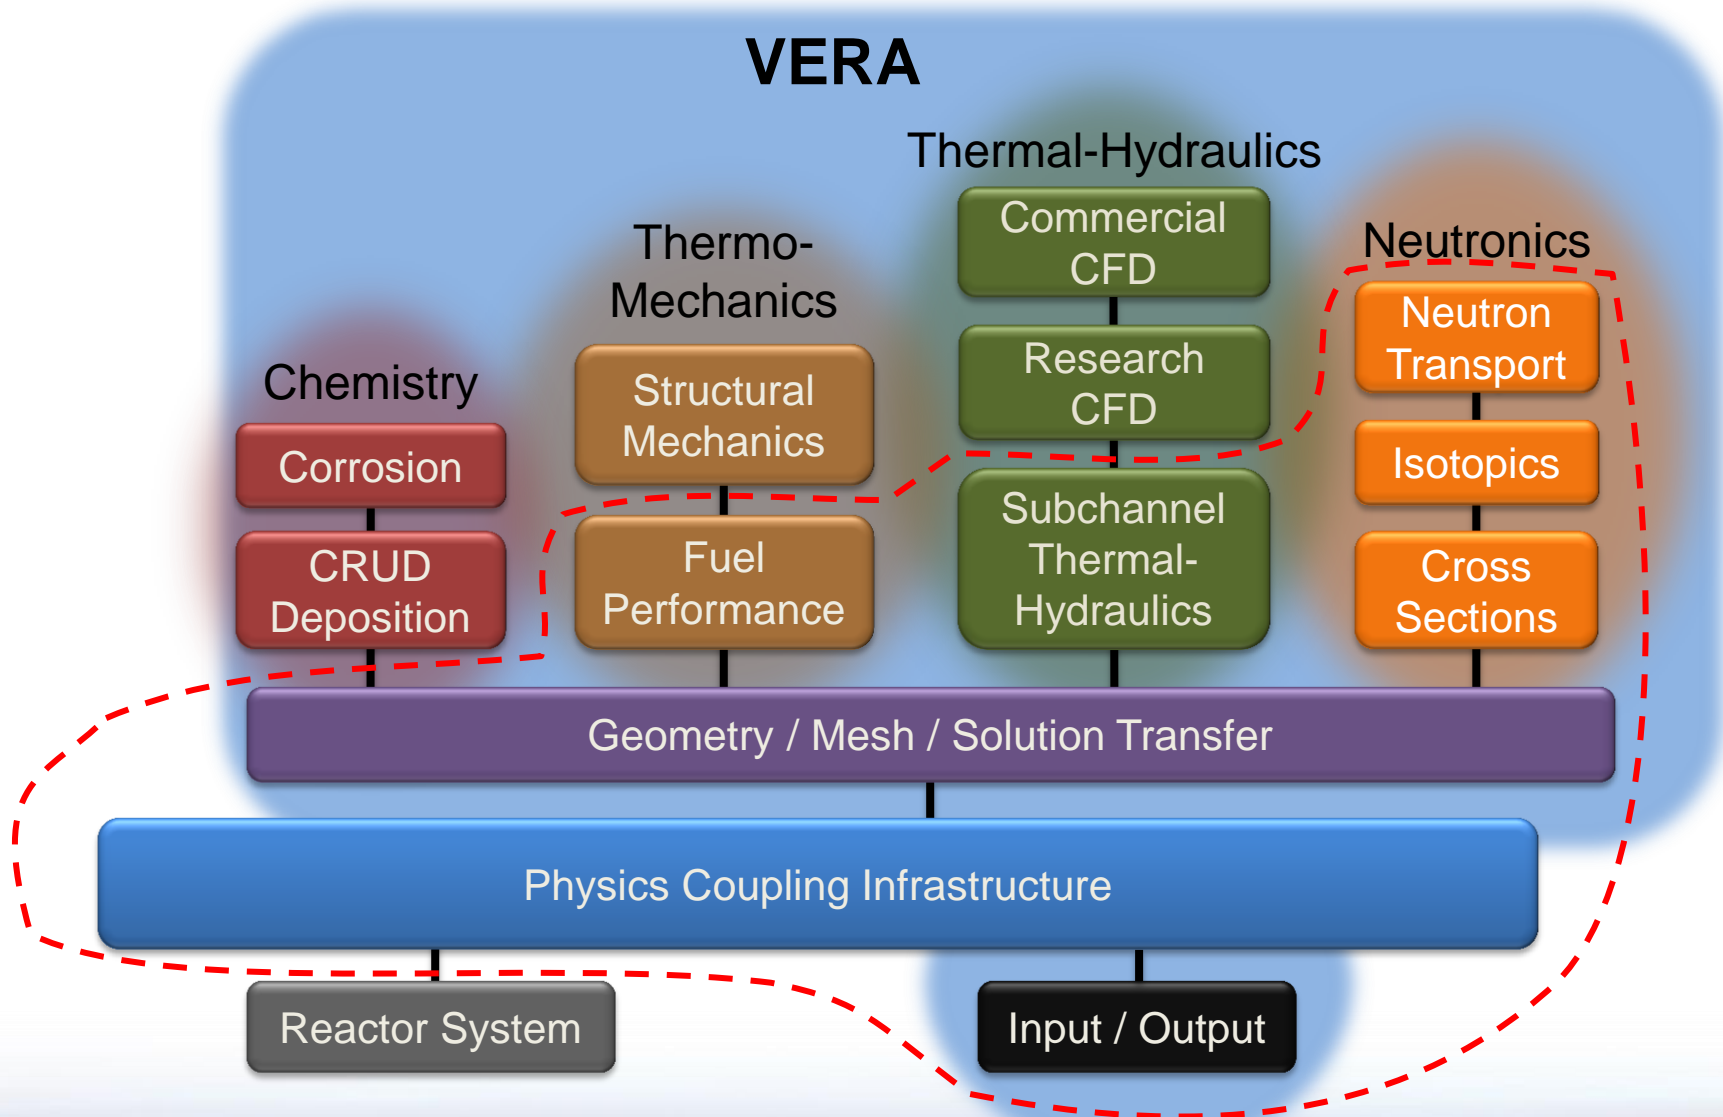 VERA
Thermal-Hydraulics
Commercial
CFD
Research
CFD
Subchannel
Thermal-
Hydraulics
Neutronics
Neutron
Transport
Isotopics
Cross
Sections
Thermo-
Mechanics
Structural
Mechanics
Fuel
Performance
Chemistry
Corrosion
CRUD
Deposition
Geometry / Mesh / Solution Transfer
Physics Coupling Infrastructure
Reactor System
Input / Output